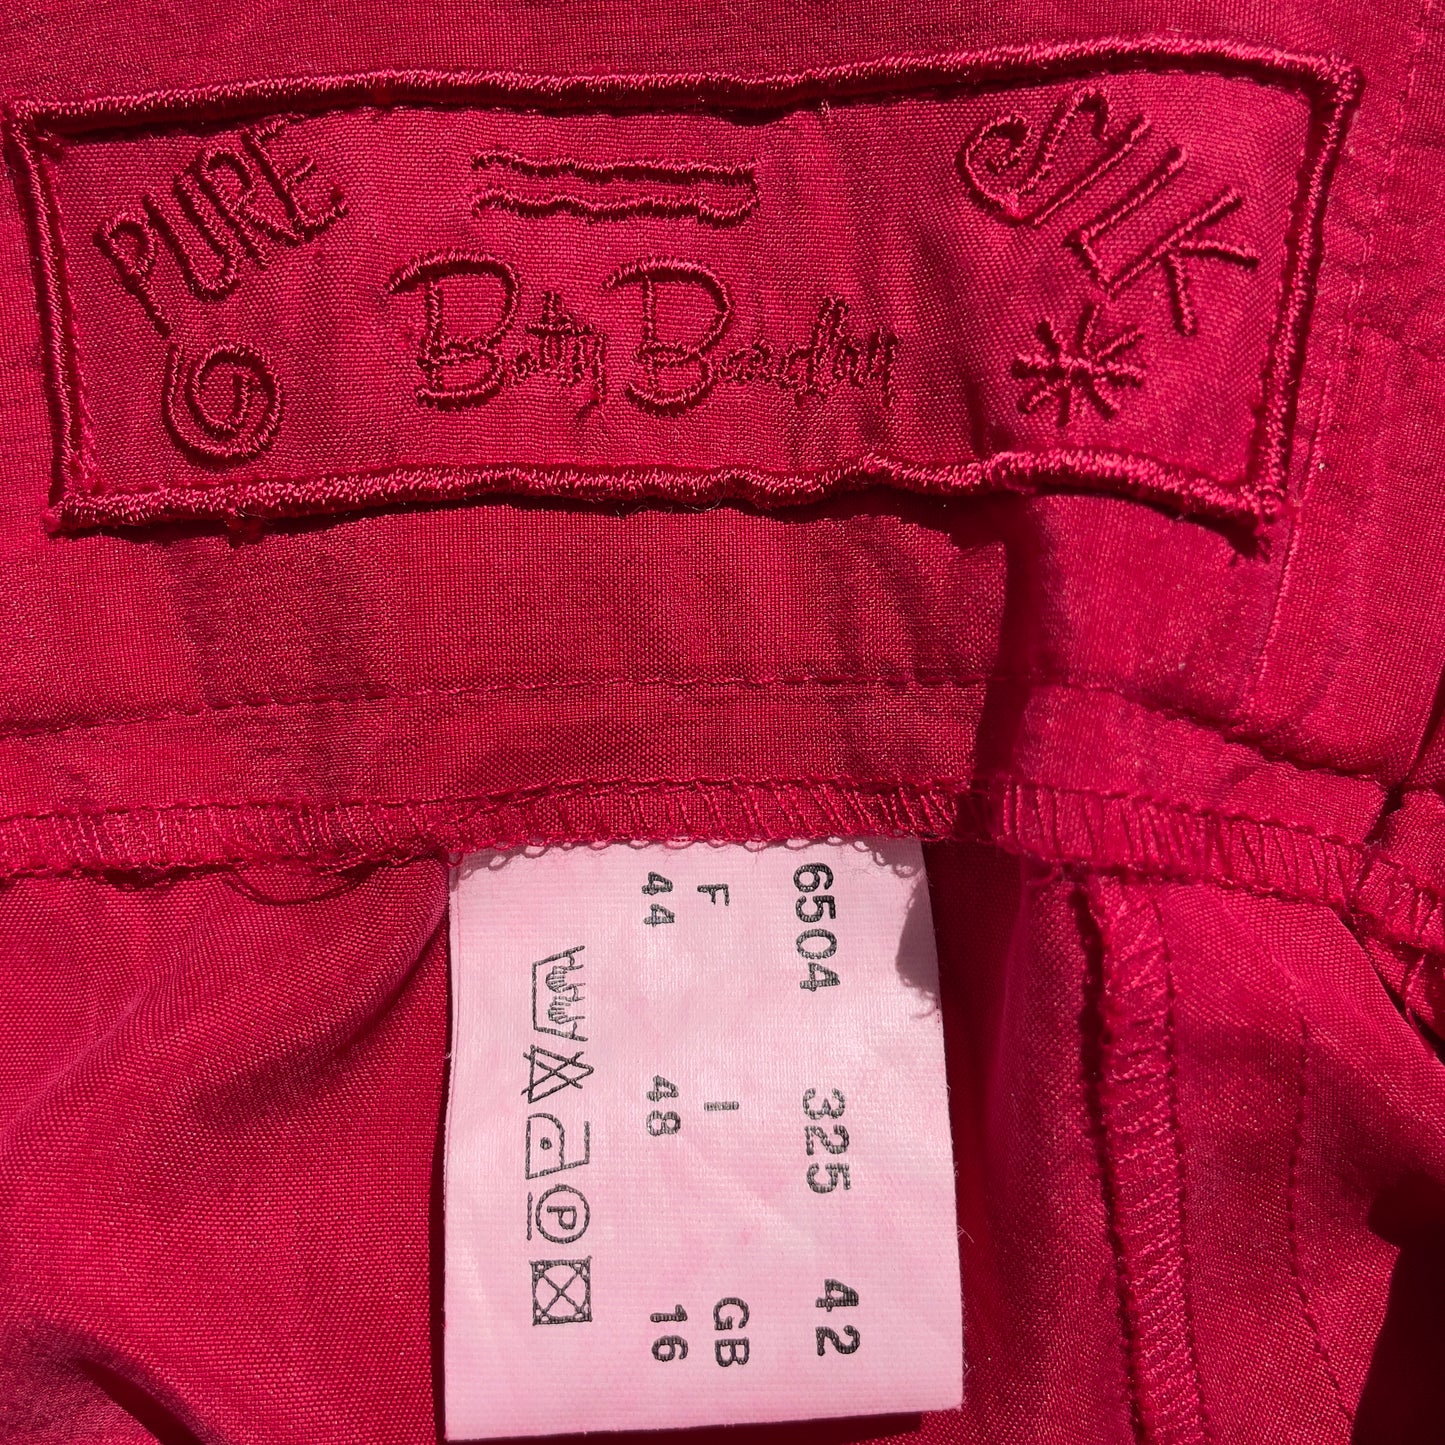 PURE SILK
Betty Barclay
6504 325 42
F I GB
44 48 16
P